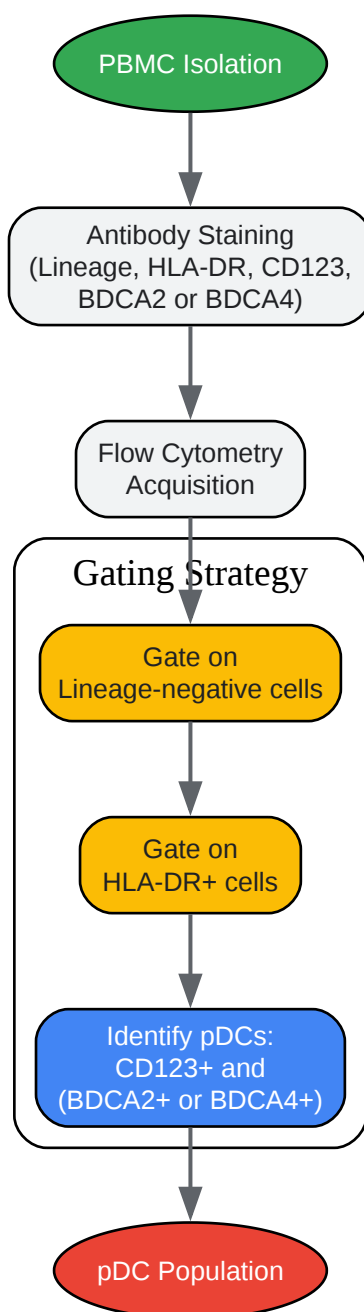 PBMC Isolation
Antibody Staining
(Lineage, HLA-DR, CD123,
BDCA2 or BDCA4)
Flow Cytometry
Acquisition
Gating Strategy
Gate on
Lineage-negative cells
Gate on
HLA-DR+ cells
Identify pDCs:
CD123+ and
(BDCA2+ or BDCA4+)
pDC Population